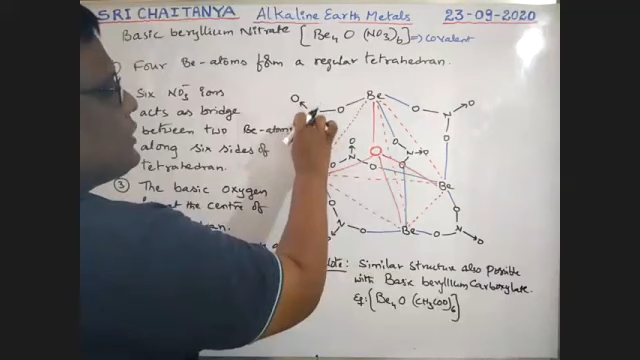 SRI CHAITANYA Alkaline Earth Metals 23-09-2020
Basic beryllium Nitrate [Be₄O(NO₃)₆] ⇒ covalent
Four Be-atoms form a regular tetrahedran.
Six NO₃⁻ ions
acts as bridge
between two Be-atoms
along six sides of
tetrahedran.
③ The basic oxygen
at the centre of
O O Be O N O
O
O O N O
N O O
O Be
O O
N O Be O N O
O
Note: Similar structure also possible
with Basic beryllium Carboxylate.
Eg: [Be₄O(CH₃COO)₆]